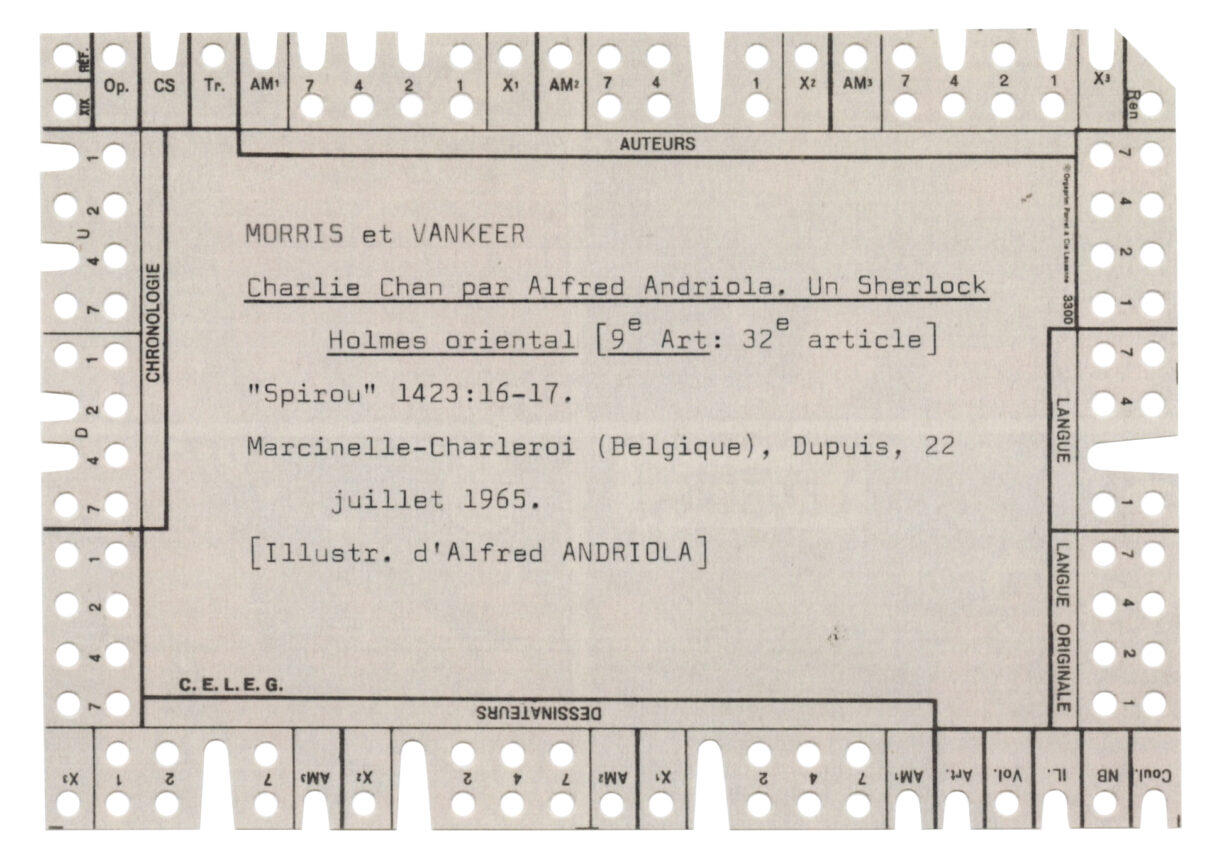 RÉF.
XIX
Op. CS Tr. AM¹ 7 4 2 1 X¹ AM² 7 4 1 X² AM³ 7 4 2 1 X³ Ren
AUTEURS
1 2 4 7 U
1 2 4 7 D
1 2 4 7
CHRONOLOGIE
MORRIS et VANKEER
Charlie Chan par Alfred Andriola. Un Sherlock
Holmes oriental [9e Art: 32e article]
"Spirou" 1423:16-17.
Marcinelle-Charleroi (Belgique), Dupuis, 22
juillet 1965.
[Illustr. d'Alfred ANDRIOLA]
C. E. L. E. G.
3300
7 4 2 1
LANGUE
7 4 1
LANGUE ORIGINALE
7 4 2 1
DESSINATEURS
Coul. NB IL. Vol. Art. AM¹ 7 4 2 X¹ AM² 7 4 2 X² AM³ 7 2 1 X³